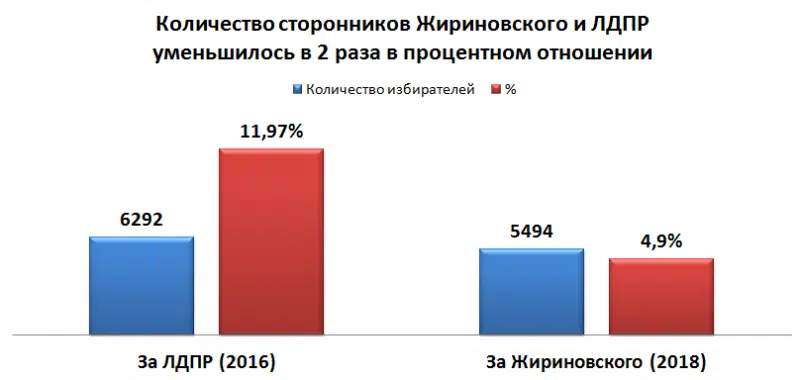 Количество сторонников Жириновского и ЛДПР
уменьшилось в 2 раза в процентном отношении
Количество избирателей %
11,97%
6292
5494
4,9%
За ЛДПР (2016)
За Жириновского (2018)